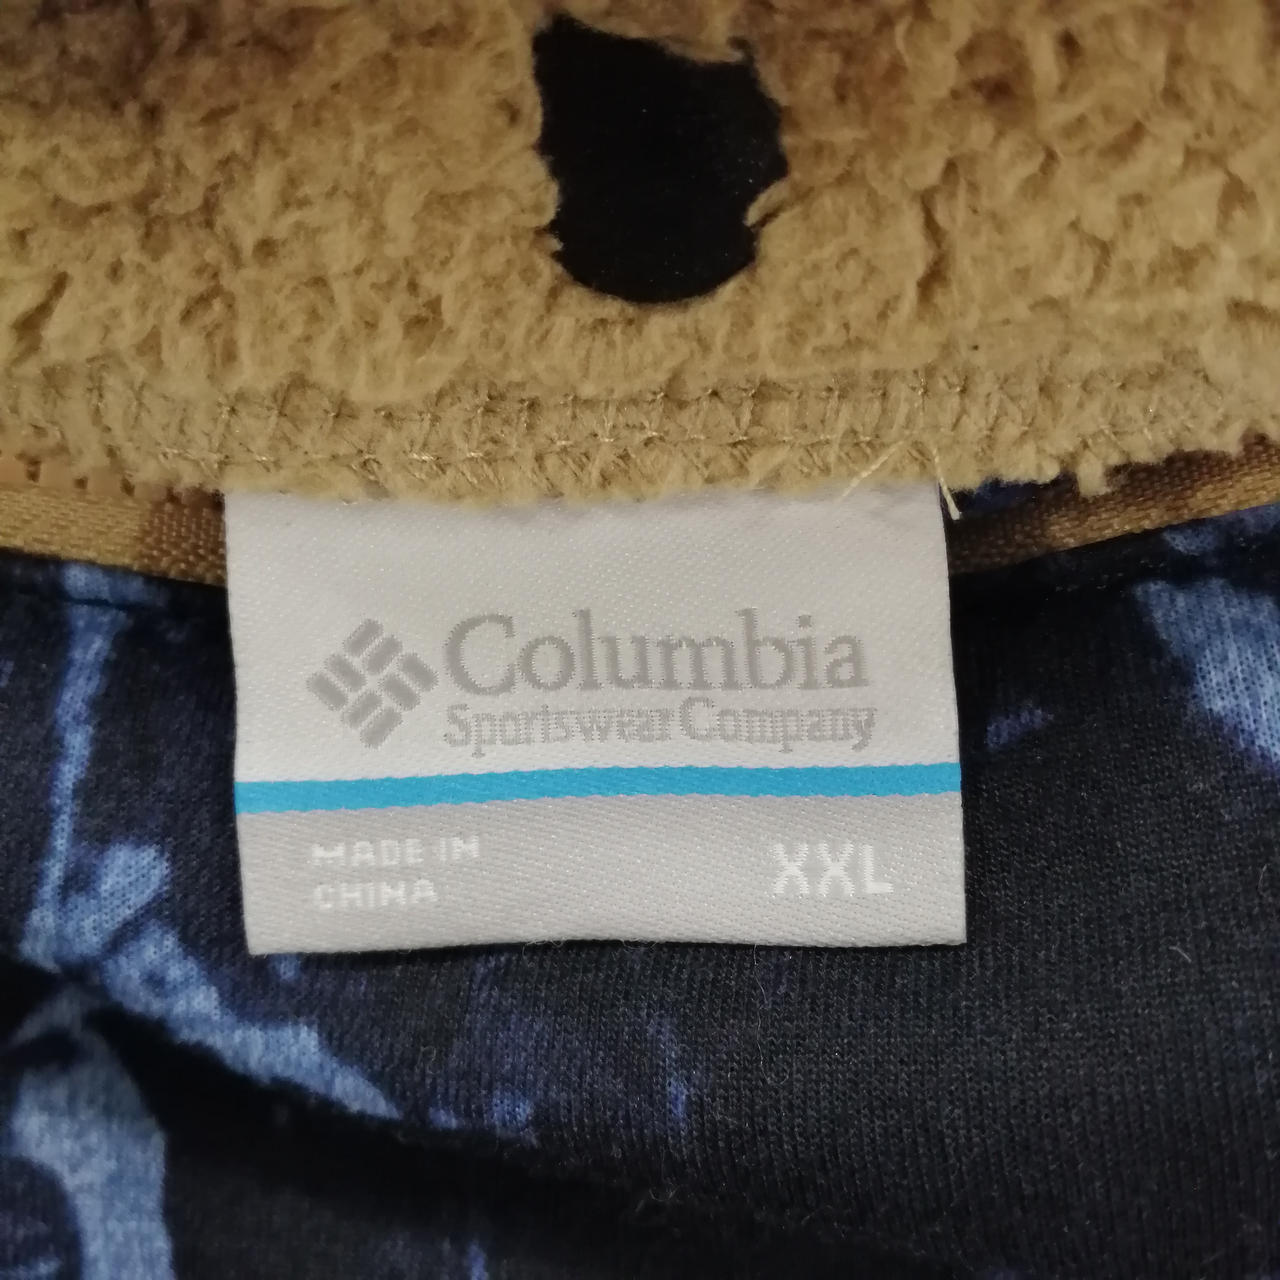 Columbia
Sportswear Company
MADE IN
CHINA
XXL